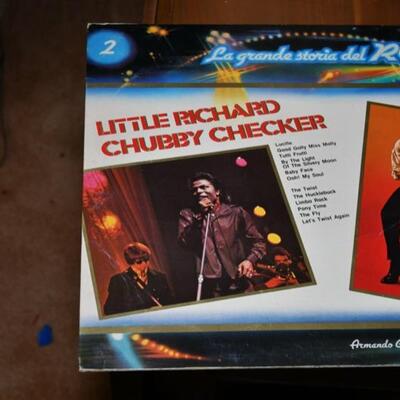 2
La grande storia del R
LITTLE RICHARD
CHUBBY CHECKER
Lucille
Good Golly Miss Molly
Tutti Frutti
By The Light
Of The Silvery Moon
Baby Face
Ooh! My Soul
The Twist
The Hucklebuck
Limbo Rock
Pony Time
The Fly
Let's Twist Again
Armando